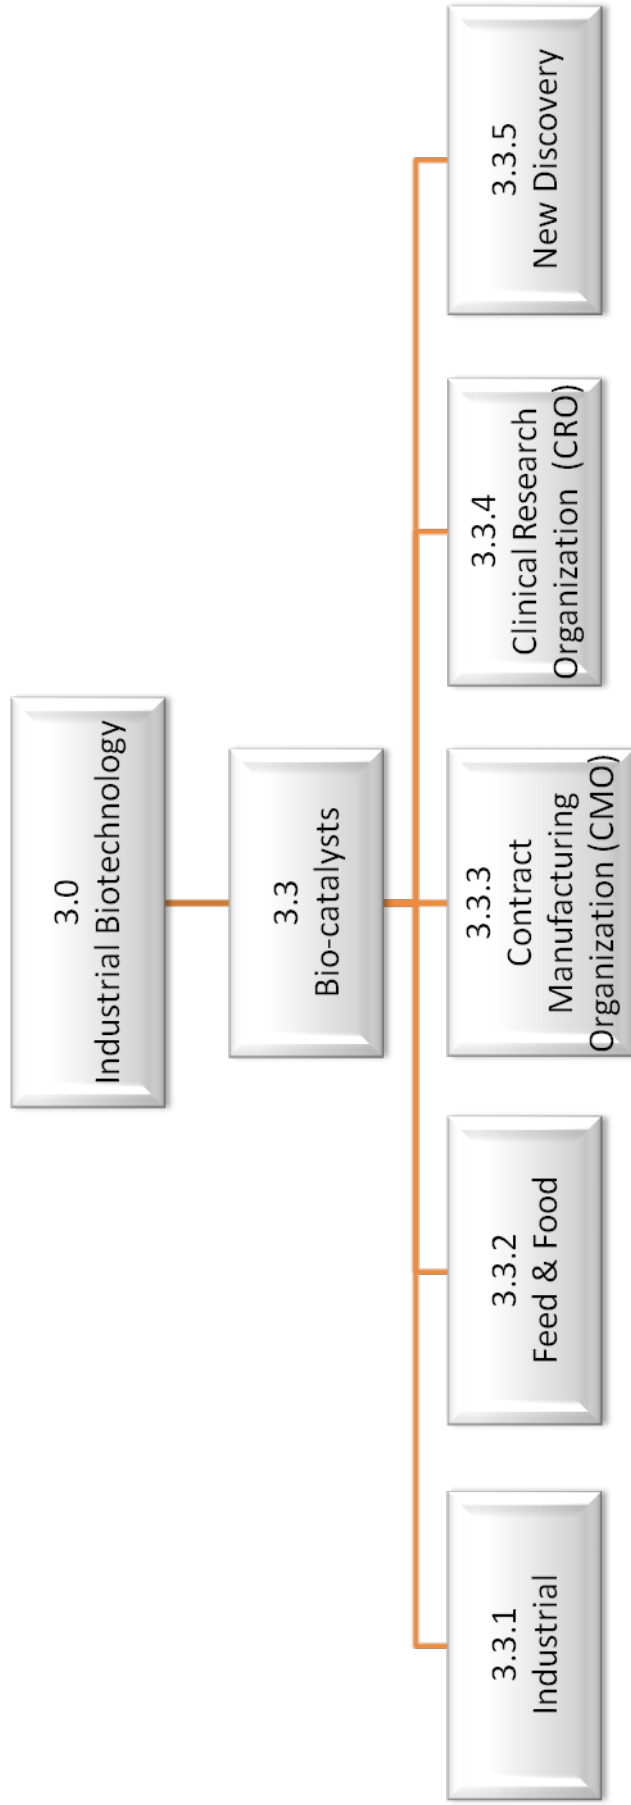 3.0
Industrial Biotechnology
3.3
Bio-catalysts
3.3.1
Industrial
3.3.2
Feed & Food
3.3.3
Contract
Manufacturing
Organization (CMO)
3.3.4
Clinical Research
Organization (CRO)
3.3.5
New Discovery